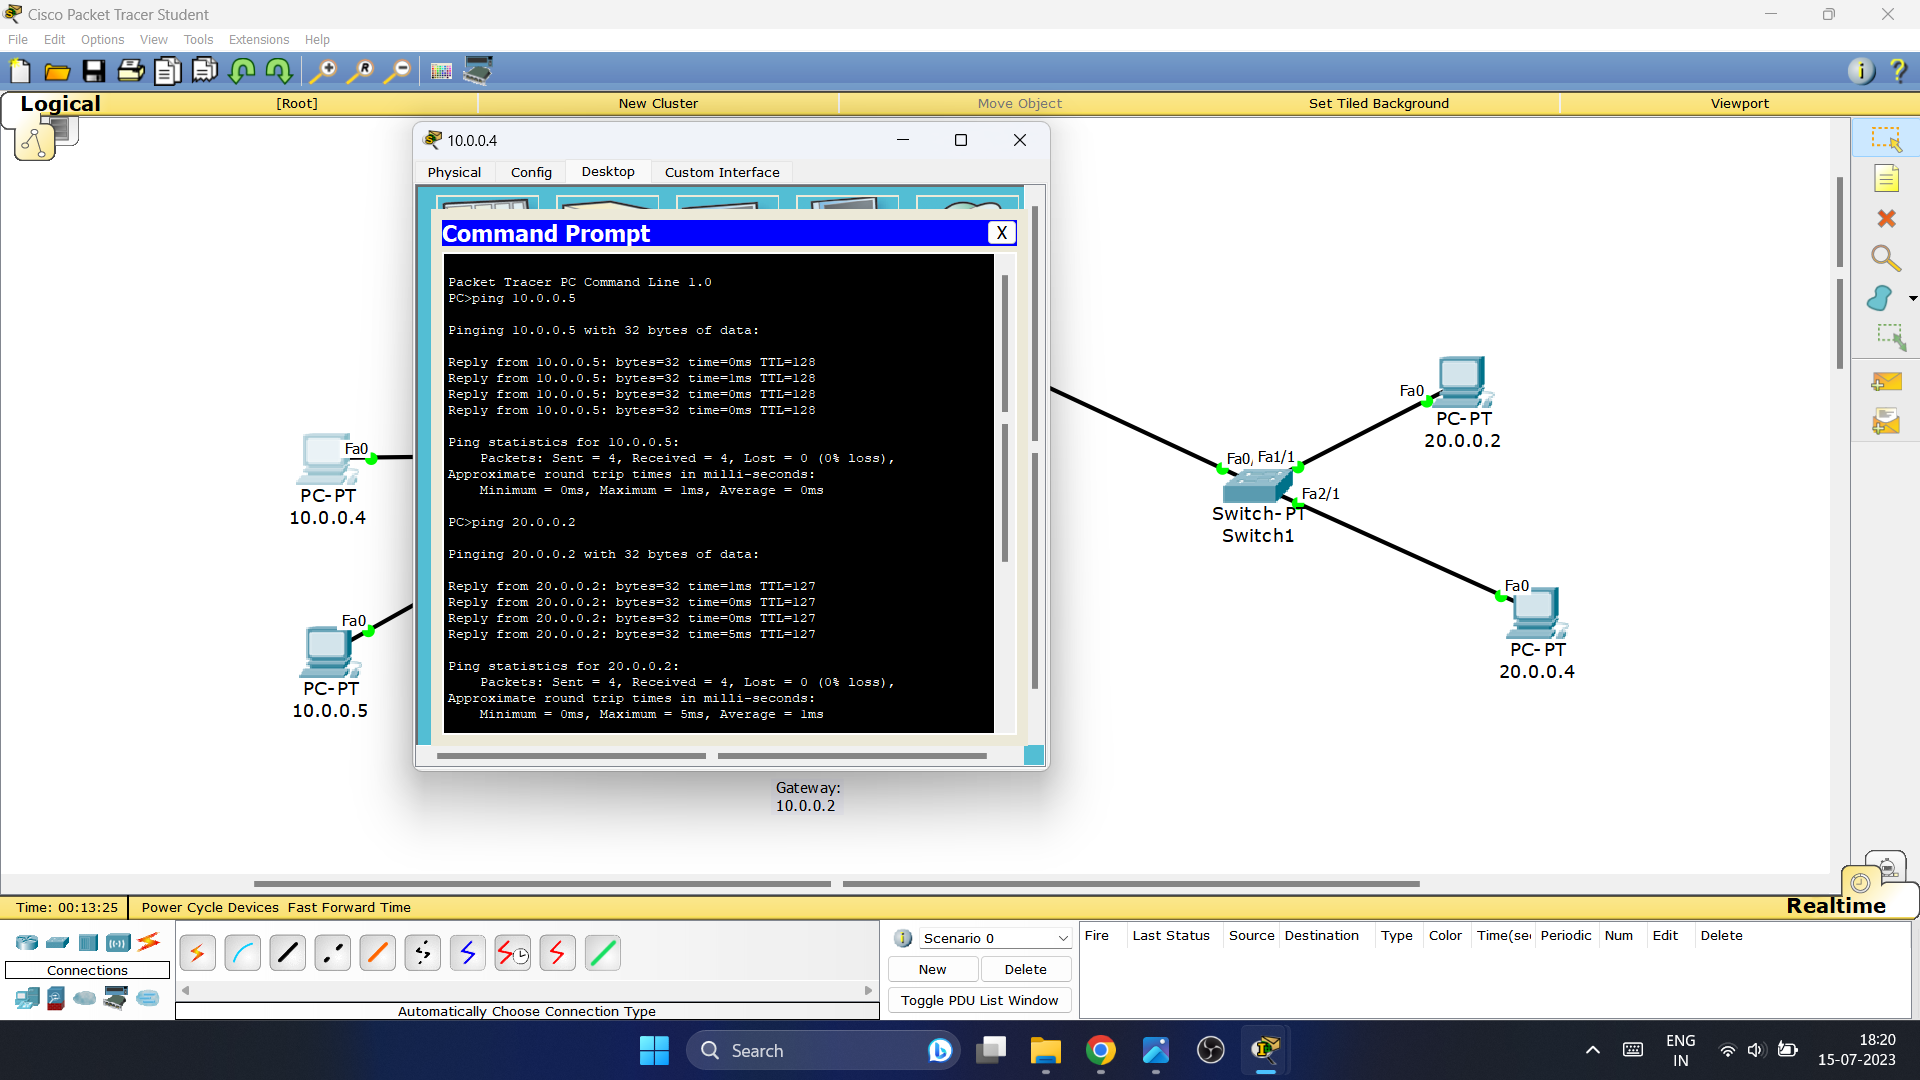 Cisco Packet Tracer Student
File Edit Options View Tools Extensions Help
Logical [Root] New Cluster Move Object Set Tiled Background Viewport
10.0.0.4
Physical Config Desktop Custom Interface
Command Prompt X
Packet Tracer PC Command Line 1.0
PC>ping 10.0.0.5
Pinging 10.0.0.5 with 32 bytes of data:
Reply from 10.0.0.5: bytes=32 time=0ms TTL=128
Reply from 10.0.0.5: bytes=32 time=1ms TTL=128
Reply from 10.0.0.5: bytes=32 time=0ms TTL=128
Reply from 10.0.0.5: bytes=32 time=0ms TTL=128
Ping statistics for 10.0.0.5:
Packets: Sent = 4, Received = 4, Lost = 0 (0% loss),
Approximate round trip times in milli-seconds:
Minimum = 0ms, Maximum = 1ms, Average = 0ms
PC>ping 20.0.0.2
Pinging 20.0.0.2 with 32 bytes of data:
Reply from 20.0.0.2: bytes=32 time=1ms TTL=127
Reply from 20.0.0.2: bytes=32 time=0ms TTL=127
Reply from 20.0.0.2: bytes=32 time=0ms TTL=127
Reply from 20.0.0.2: bytes=32 time=5ms TTL=127
Ping statistics for 20.0.0.2:
Packets: Sent = 4, Received = 4, Lost = 0 (0% loss),
Approximate round trip times in milli-seconds:
Minimum = 0ms, Maximum = 5ms, Average = 1ms
Fa0
PC-PT
10.0.0.4
Fa0
PC-PT
10.0.0.5
Fa0
PC-PT
20.0.0.2
Fa0, Fa1/1
Fa2/1
Switch-PT
Switch1
Fa0
PC-PT
20.0.0.4
Gateway:
10.0.0.2
Time: 00:13:25 Power Cycle Devices Fast Forward Time
Realtime
Connections
Automatically Choose Connection Type
Scenario 0
New Delete
Toggle PDU List Window
Fire Last Status Source Destination Type Color Time(se Periodic Num Edit Delete
Search
ENG
IN
18:20
15-07-2023